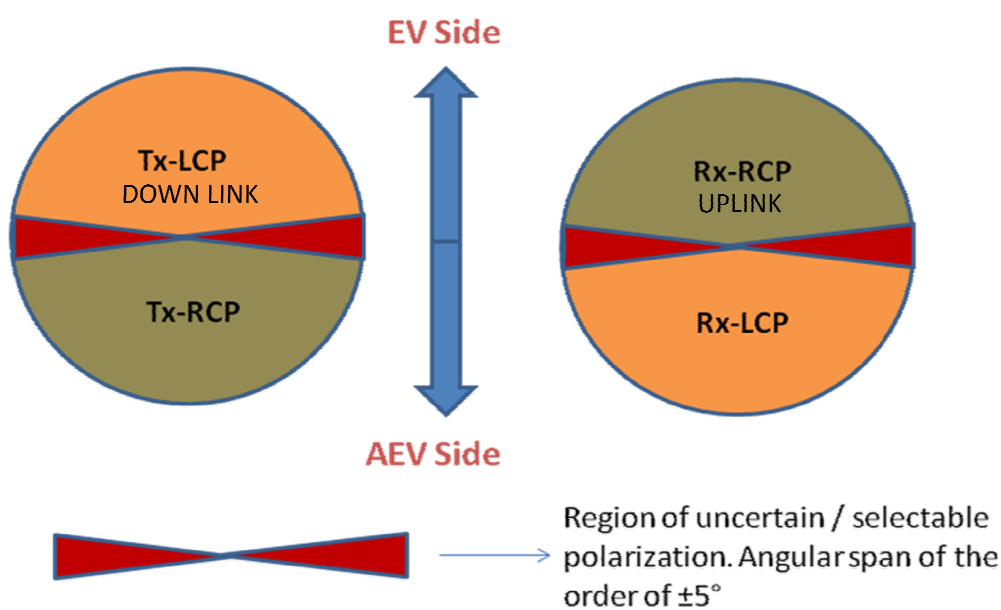 EV Side
Tx-LCP
DOWN LINK
Tx-RCP
Rx-RCP
UPLINK
Rx-LCP
AEV Side
Region of uncertain / selectable
polarization. Angular span of the
order of ±5°